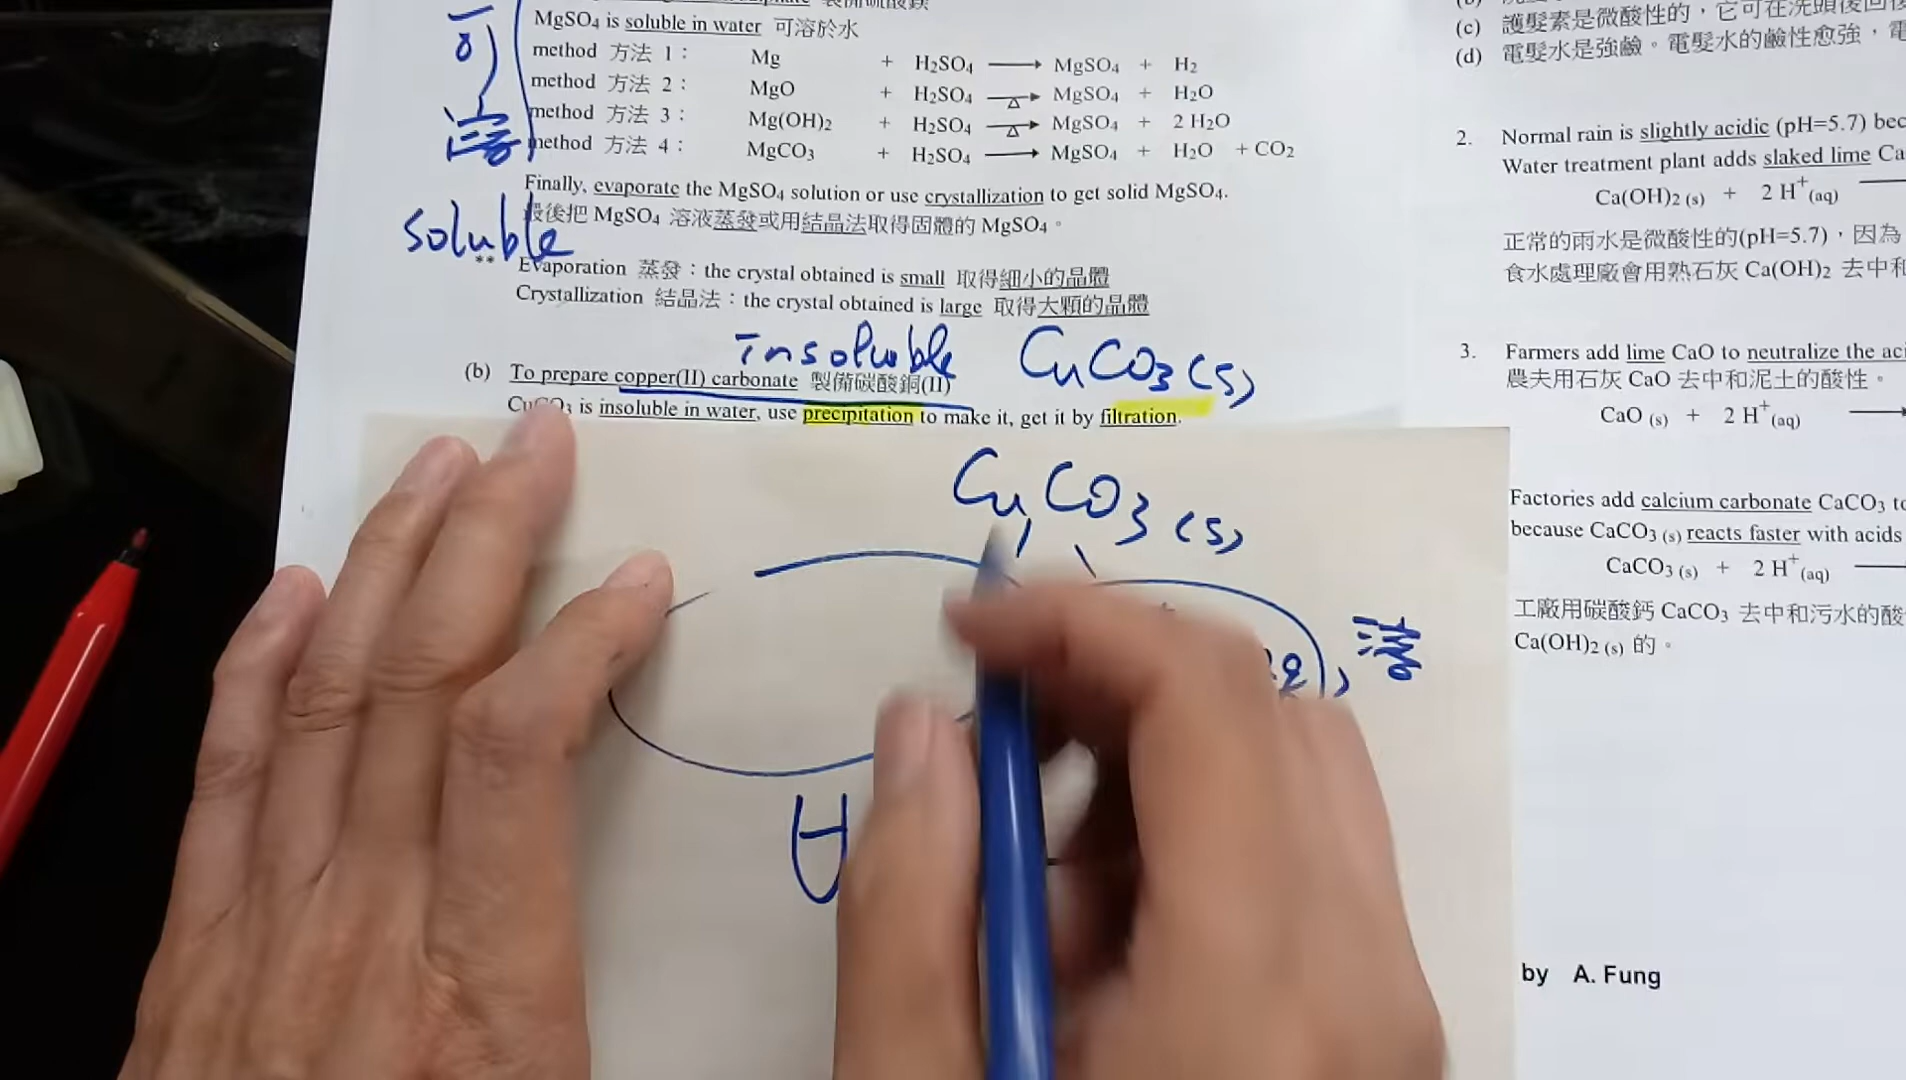 可
溶
soluble
MgSO₄ is soluble in water 可溶於水
method 方法 1： Mg + H₂SO₄ ⟶ MgSO₄ + H₂
method 方法 2： MgO + H₂SO₄ ⟶ △ MgSO₄ + H₂O
method 方法 3： Mg(OH)₂ + H₂SO₄ ⟶ △ MgSO₄ + 2 H₂O
method 方法 4： MgCO₃ + H₂SO₄ ⟶ MgSO₄ + H₂O + CO₂
Finally, evaporate the MgSO₄ solution or use crystallization to get solid MgSO₄.
最後把 MgSO₄ 溶液蒸發或用結晶法取得固體的 MgSO₄。
** Evaporation 蒸發：the crystal obtained is small 取得細小的晶體
Crystallization 結晶法：the crystal obtained is large 取得大顆的晶體
insoluble CuCO₃(s)
(b) To prepare copper(II) carbonate 製備碳酸銅(II)
CuCO₃ is insoluble in water, use precipitation to make it, get it by filtration.
CuCO₃(s)
溶
(c) 護髮素是微酸性的，它可在洗頭後回
(d) 電髮水是強鹼。電髮水的鹼性愈強，電
2. Normal rain is slightly acidic (pH=5.7) bec
Water treatment plant adds slaked lime Ca
Ca(OH)₂ (s) + 2 H⁺(aq)
正常的雨水是微酸性的(pH=5.7)，因為
食水處理廠會用熟石灰 Ca(OH)₂ 去中和
3. Farmers add lime CaO to neutralize the aci
農夫用石灰 CaO 去中和泥土的酸性。
CaO (s) + 2 H⁺(aq) ⟶
Factories add calcium carbonate CaCO₃ to
because CaCO₃ (s) reacts faster with acids
CaCO₃ (s) + 2 H⁺(aq)
工廠用碳酸鈣 CaCO₃ 去中和污水的酸
Ca(OH)₂ (s) 的。
by A. Fung